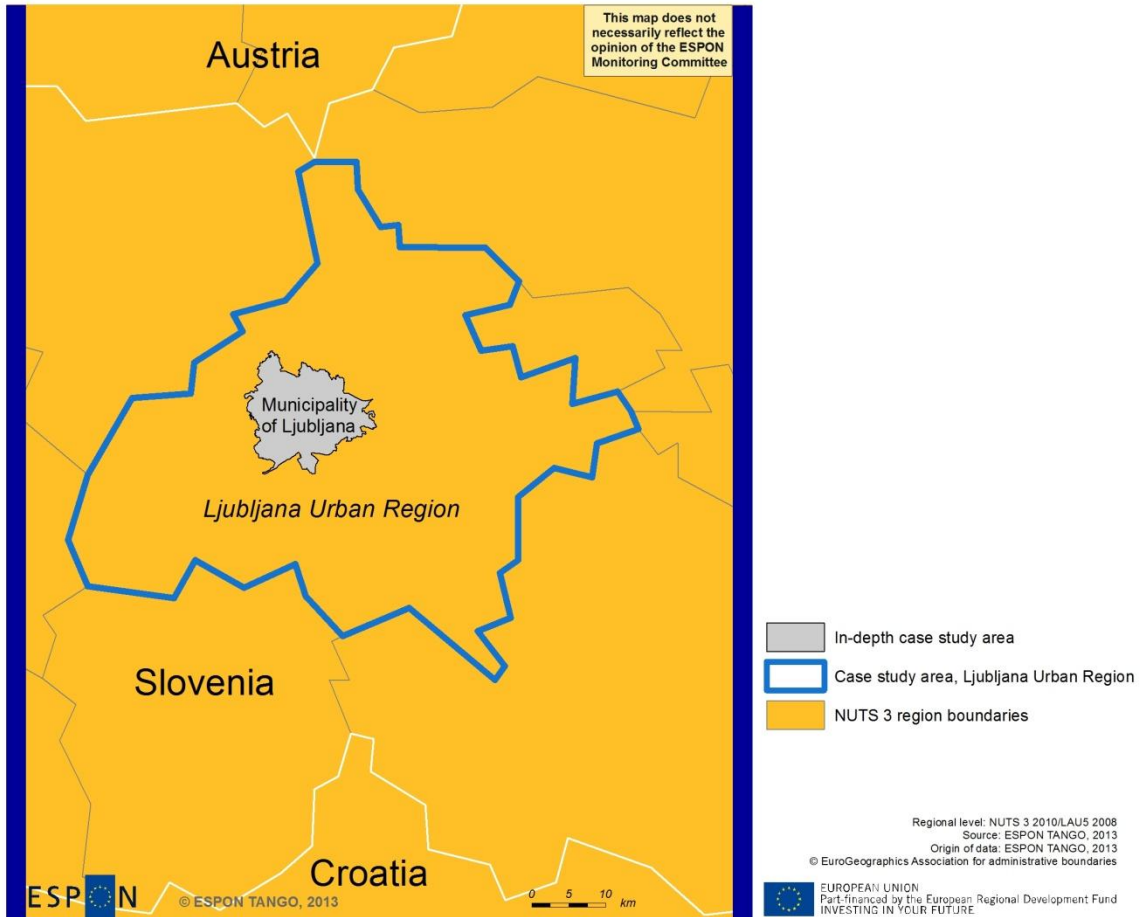 This map does not
necessarily reflect the
opinion of the ESPON
Monitoring Committee
Austria
Municipality
of Ljubljana
Ljubljana Urban Region
Slovenia
Croatia
In-depth case study area
Case study area, Ljubljana Urban Region
NUTS 3 region boundaries
Regional level: NUTS 3 2010/LAU5 2008
Source: ESPON TANGO, 2013
Origin of data: ESPON TANGO, 2013
© EuroGeographics Association for administrative boundaries
ESPON
© ESPON TANGO, 2013
0 5 10
km
EUROPEAN UNION
Part-financed by the European Regional Development Fund
INVESTING IN YOUR FUTURE